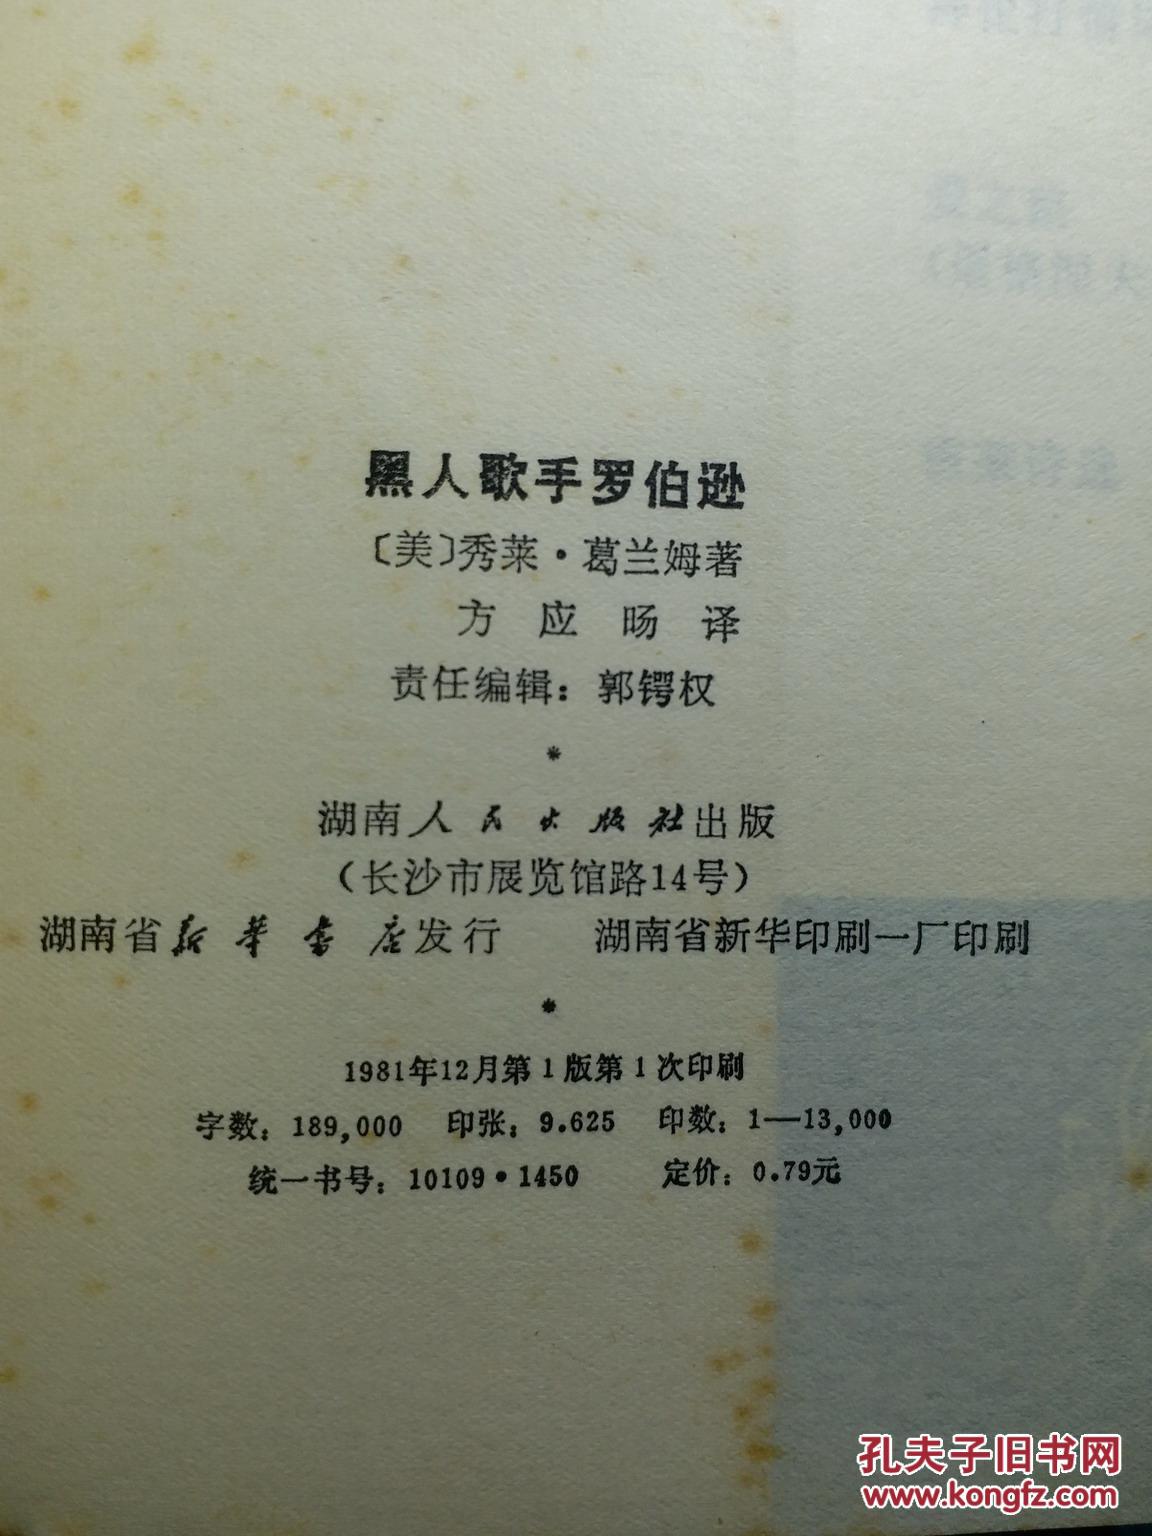 黑人歌手罗伯逊
〔美〕秀莱·葛兰姆著
方应旸译
责任编辑：郭锷权
*
湖南人民出版社出版
（长沙市展览馆路14号）
湖南省新华书店发行　湖南省新华印刷一厂印刷
*
1981年12月第1版第1次印刷
字数：189,000　印张：9.625　印数：1—13,000
统一书号：10109·1450　定价：0.79元
孔夫子旧书网
www.kongfz.com